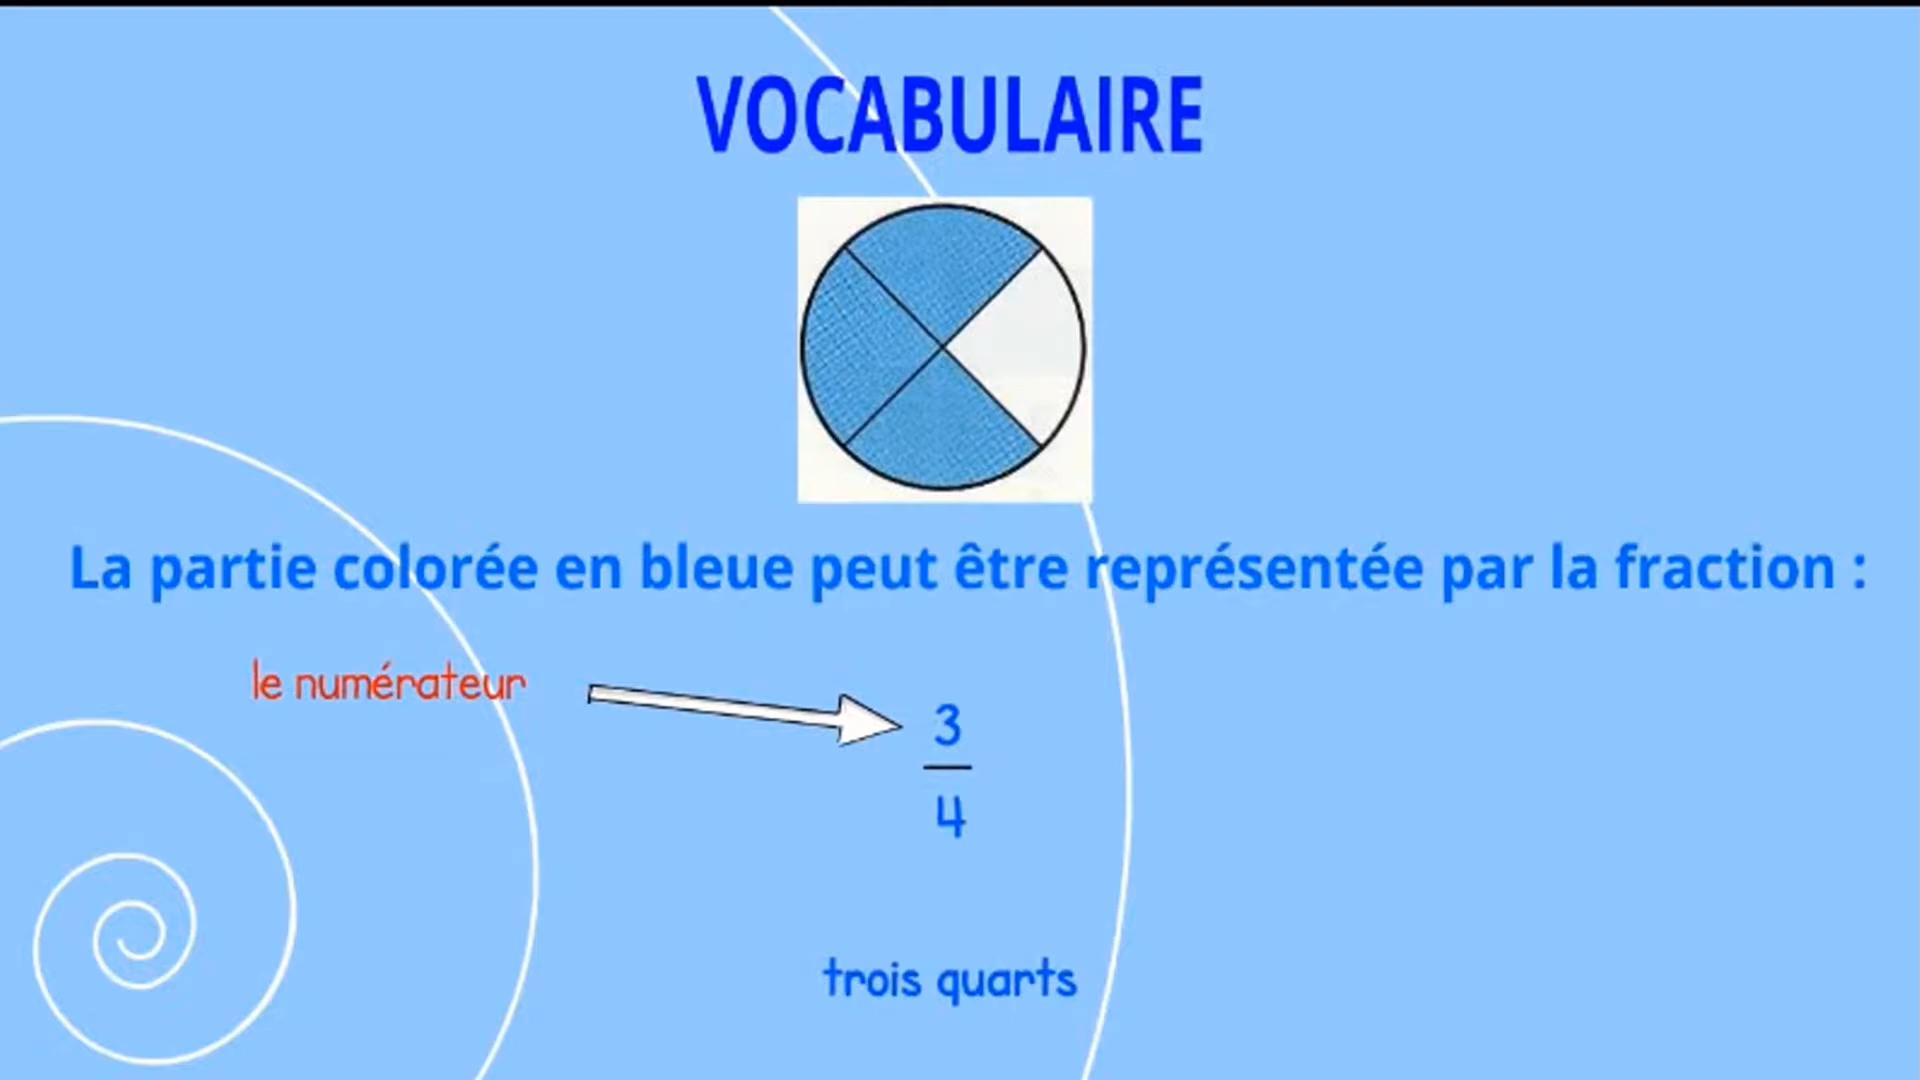 VOCABULAIRE
La partie colorée en bleue peut être représentée par la fraction :
le numérateur
3
4
trois quarts